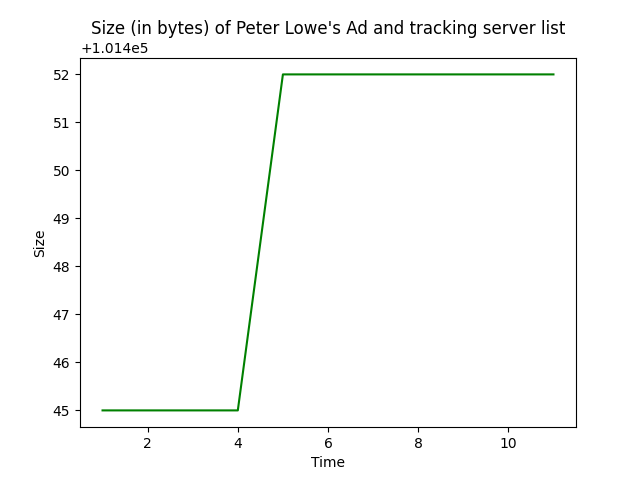 Size (in bytes) of Peter Lowe's Ad and tracking server list
+1.014e5
52
51
50
49
48
47
46
45
Size
2 4 6 8 10
Time